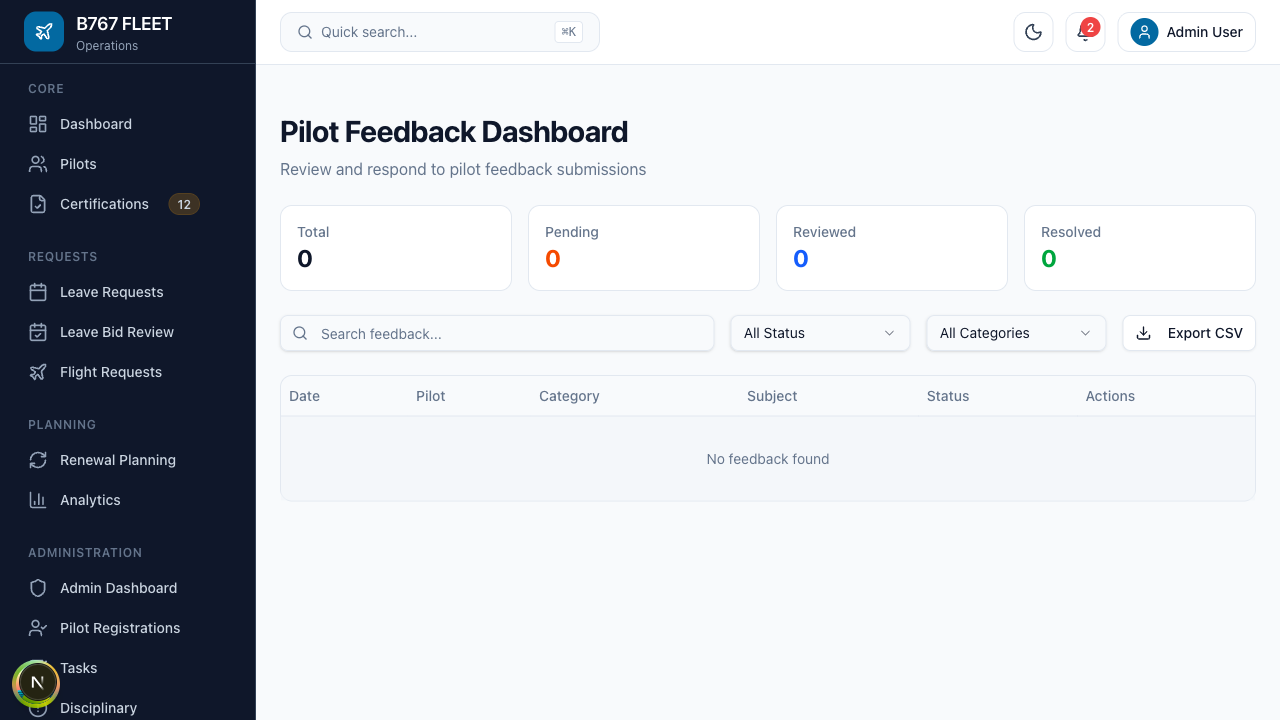 B767 FLEET
Operations
CORE
Dashboard
Pilots
Certifications 12
REQUESTS
Leave Requests
Leave Bid Review
Flight Requests
PLANNING
Renewal Planning
Analytics
ADMINISTRATION
Admin Dashboard
Pilot Registrations
Tasks
Disciplinary
N
Quick search... ⌘K
2
Admin User
Pilot Feedback Dashboard
Review and respond to pilot feedback submissions
Total
0
Pending
0
Reviewed
0
Resolved
0
Search feedback... All Status All Categories Export CSV
Date Pilot Category Subject Status Actions
No feedback found